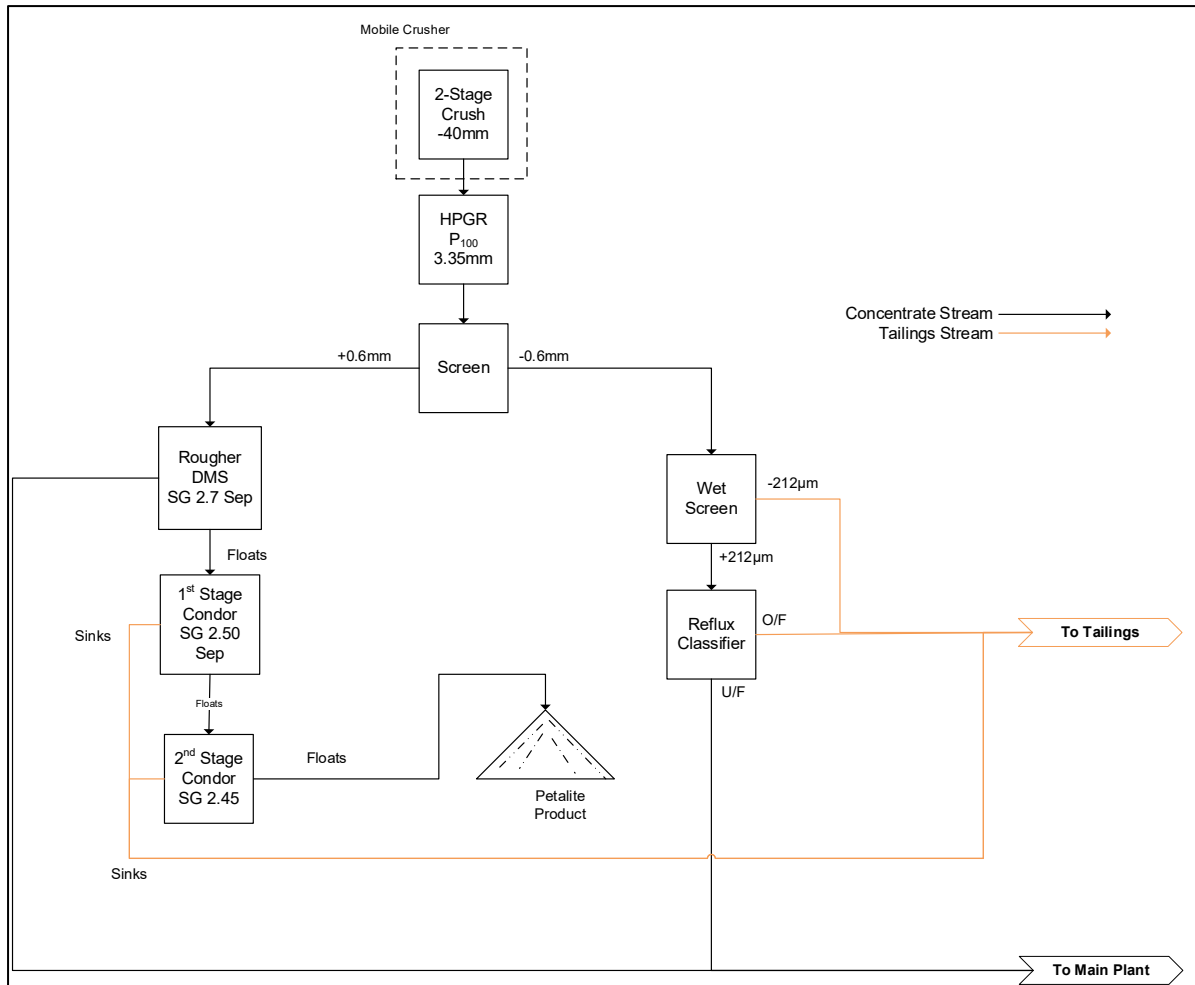 Mobile Crusher
2-Stage
Crush
-40mm
HPGR
P100
3.35mm
Concentrate Stream
Tailings Stream
+0.6mm
Screen
-0.6mm
Rougher
DMS
SG 2.7 Sep
Wet
Screen
-212µm
Floats
+212µm
1st Stage
Condor
SG 2.50
Sep
Sinks
Reflux
Classifier
O/F
To Tailings
U/F
Floats
2nd Stage
Condor
SG 2.45
Floats
Petalite
Product
Sinks
To Main Plant